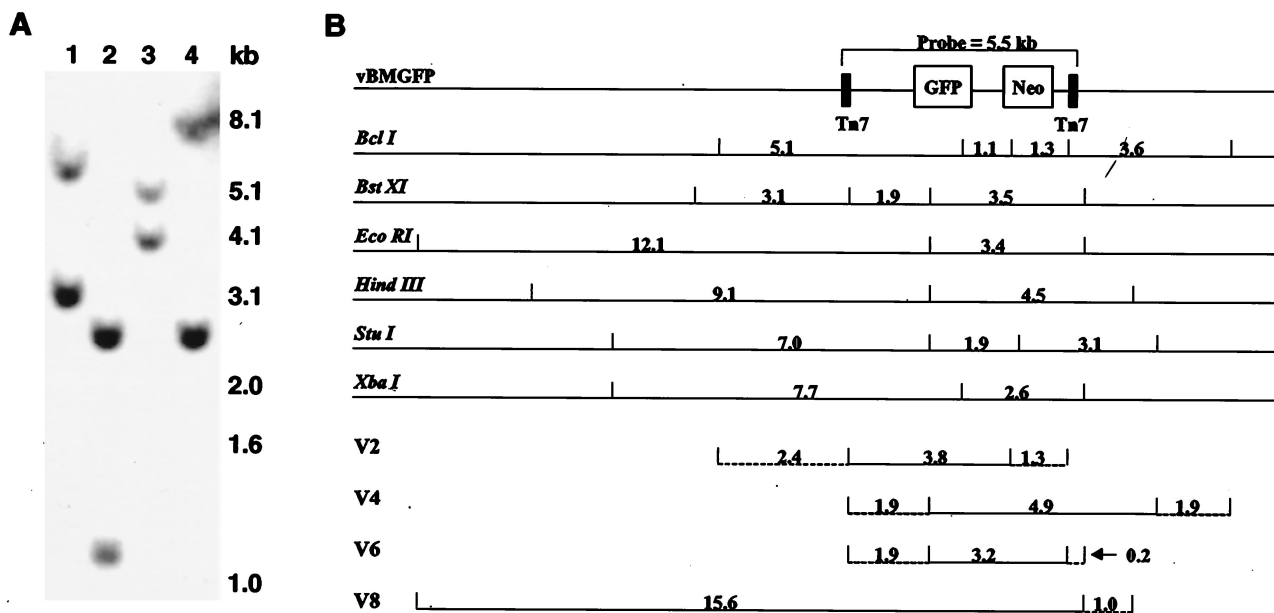 A
1 2 3 4 kb
8.1
5.1
4.1
3.1
2.0
1.6
1.0
B
Probe = 5.5 kb
vBMGFP
GFP Neo
Tn7 Tn7
Bcl I 5.1 1.1 1.3 3.6
Bst XI 3.1 1.9 3.5
Eco RI 12.1 3.4
Hind III 9.1 4.5
Stu I 7.0 1.9 3.1
Xba I 7.7 2.6
V2 2.4 3.8 1.3
V4 1.9 4.9 1.9
V6 1.9 3.2 0.2
V8 15.6 1.0